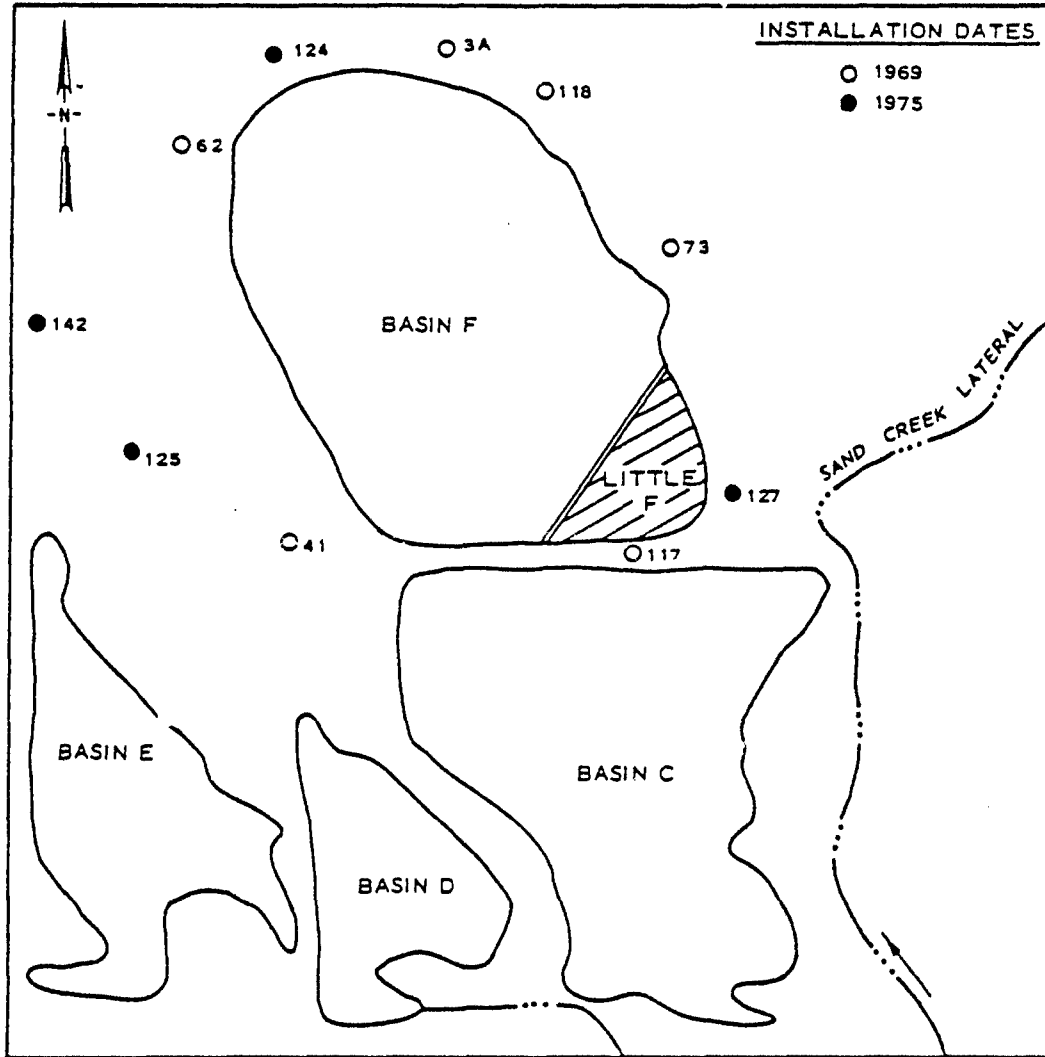 INSTALLATION DATES
1969
1975
-N-
124
3A
118
62
73
BASIN F
142
SAND CREEK LATERAL
125
LITTLE
F
127
41
117
BASIN E
BASIN C
BASIN D